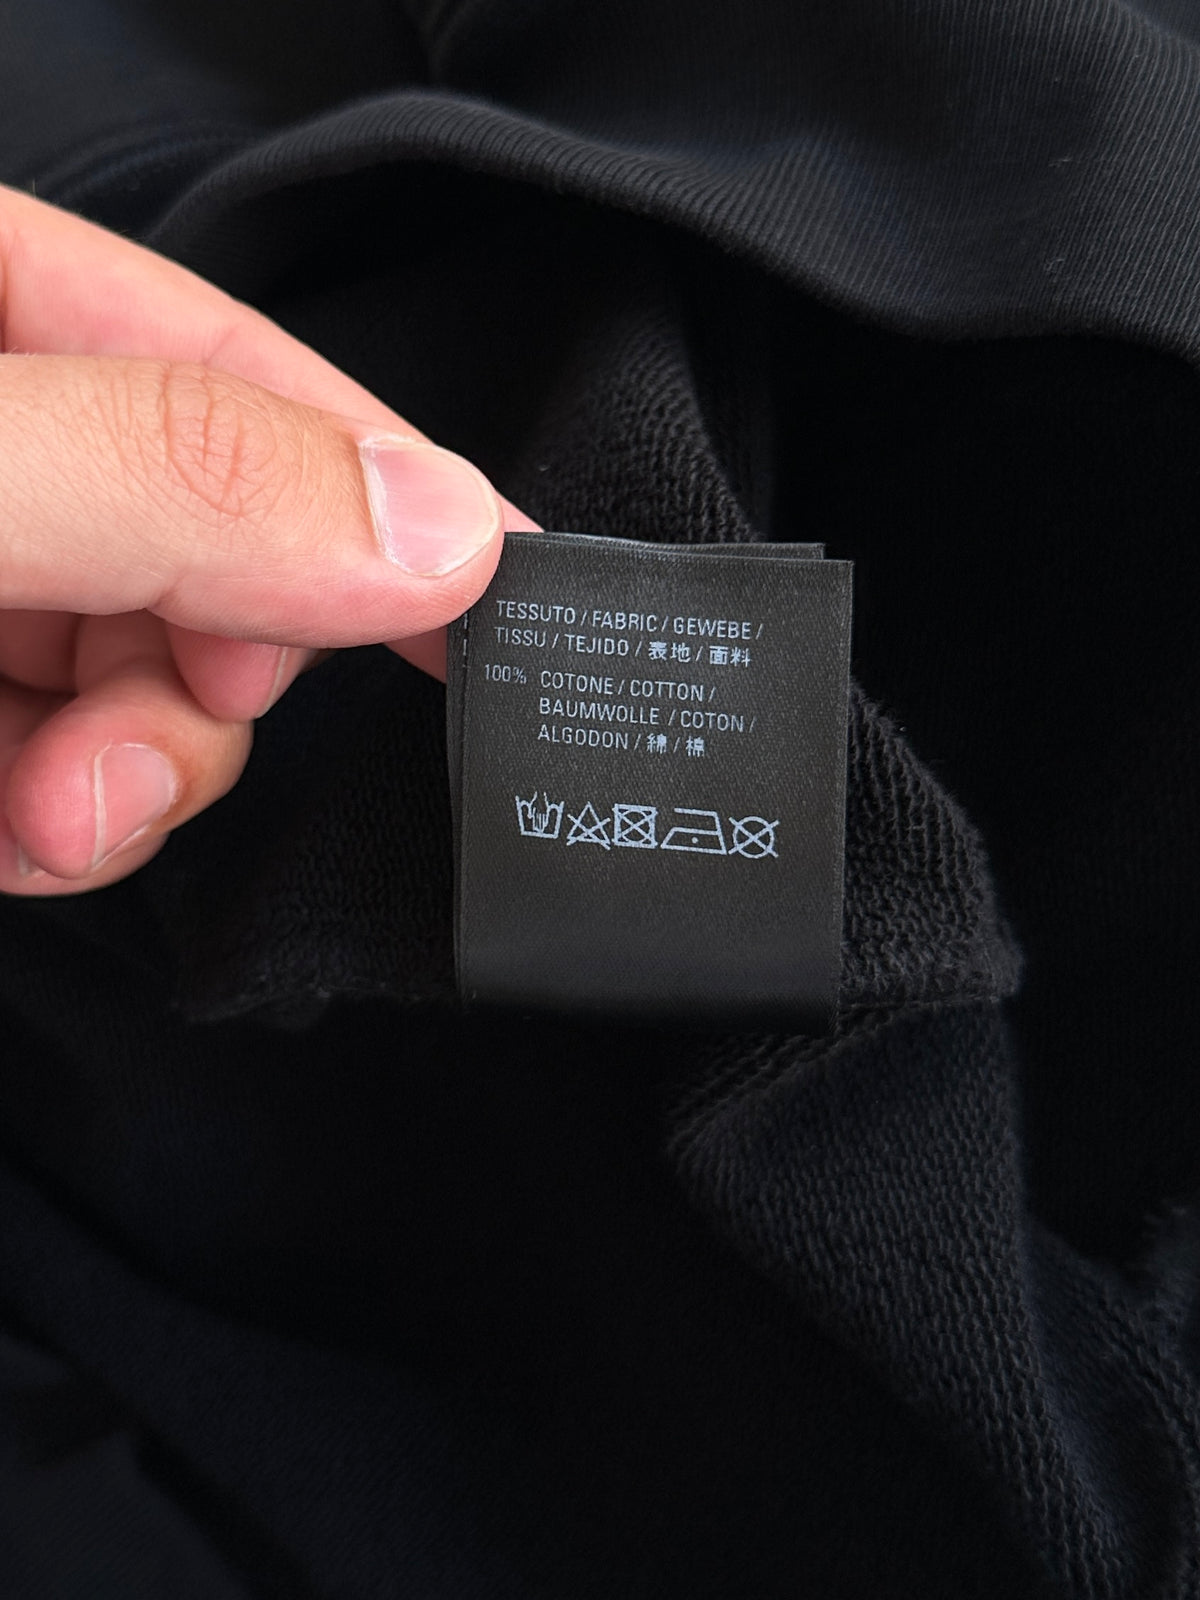 TESSUTO / FABRIC / GEWEBE /
TISSU / TEJIDO / 表地 / 面料
100% COTONE / COTTON /
BAUMWOLLE / COTON /
ALGODON / 綿 / 棉